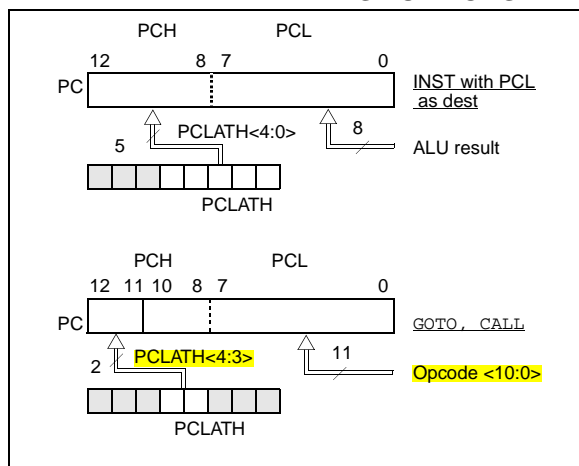 PCH PCL
12 8 7 0
PC
INST with PCL
as dest
PCLATH<4:0>
5
8
ALU result
PCLATH
PCH PCL
12 11 10 8 7 0
PC
GOTO, CALL
2
PCLATH<4:3>
11
Opcode <10:0>
PCLATH